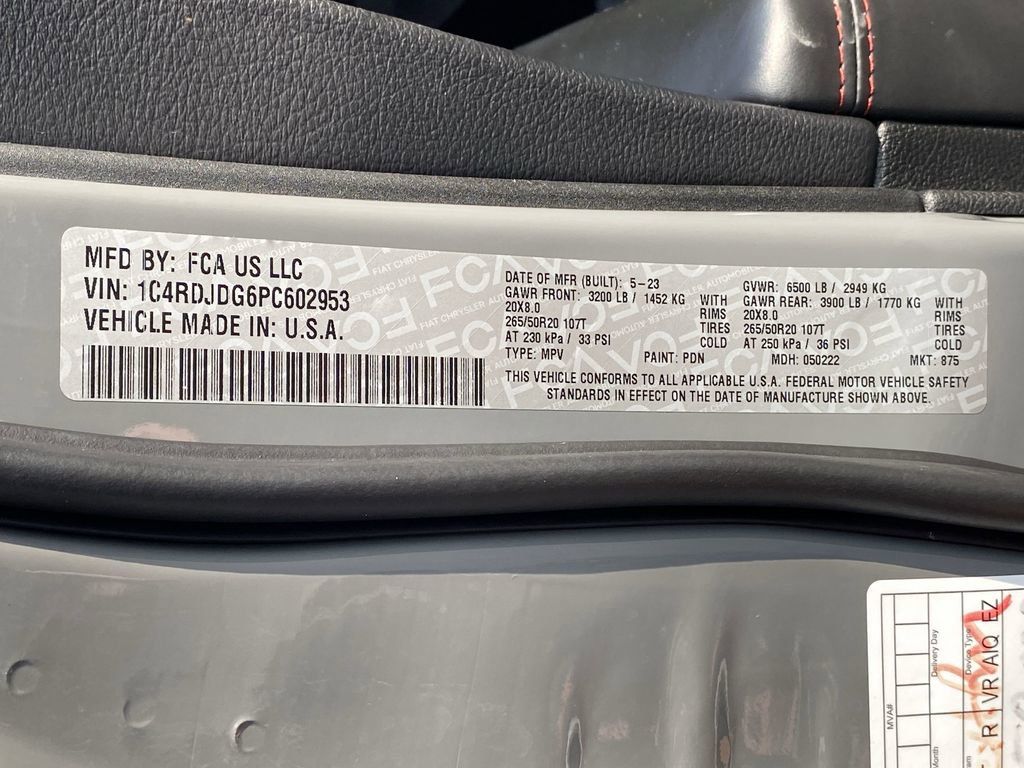 MFD BY: FCA US LLC
VIN: 1C4RDJDG6PC602953
VEHICLE MADE IN: U.S.A.
DATE OF MFR (BUILT): 5-23
GAWR FRONT: 3200 LB / 1452 KG WITH
20X8.0 RIMS
265/50R20 107T TIRES
AT 230 kPa / 33 PSI COLD
TYPE: MPV PAINT: PDN
GVWR: 6500 LB / 2949 KG
GAWR REAR: 3900 LB / 1770 KG WITH
20X8.0 RIMS
265/50R20 107T TIRES
AT 250 kPa / 36 PSI COLD
MDH: 050222 MKT: 875
THIS VEHICLE CONFORMS TO ALL APPLICABLE U.S.A. FEDERAL MOTOR VEHICLE SAFETY
STANDARDS IN EFFECT ON THE DATE OF MANUFACTURE SHOWN ABOVE.
MVA#
Delivery Day
Month
Device Type
R VR AIQ EZ